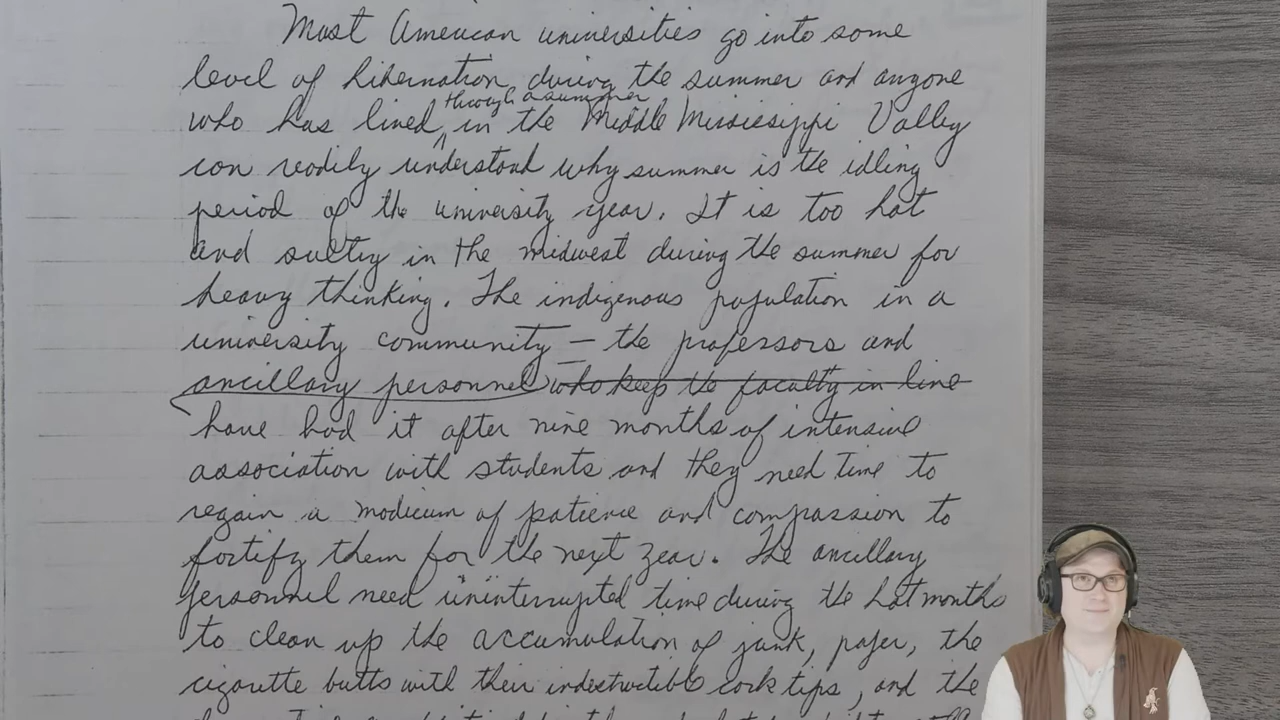 Most American universities go into some
level of hibernation during the summer and anyone
through a summer
who has lived in the Middle Mississippi Valley
can readily understand why summer is the idling
period of the university year. It is too hot
and sultry in the midwest during the summer for
heavy thinking. The indigenous population in a
university community — the professors and
ancillary personnel who keep the faculty in line
have had it after nine months of intensive
association with students and they need time to
regain a modicum of patience and compassion to
fortify them for the next year. The ancillary
personnel need uninterrupted time during the hot months
to clean up the accumulation of junk, paper, the
cigarette butts with their indestructible cork tips, and the